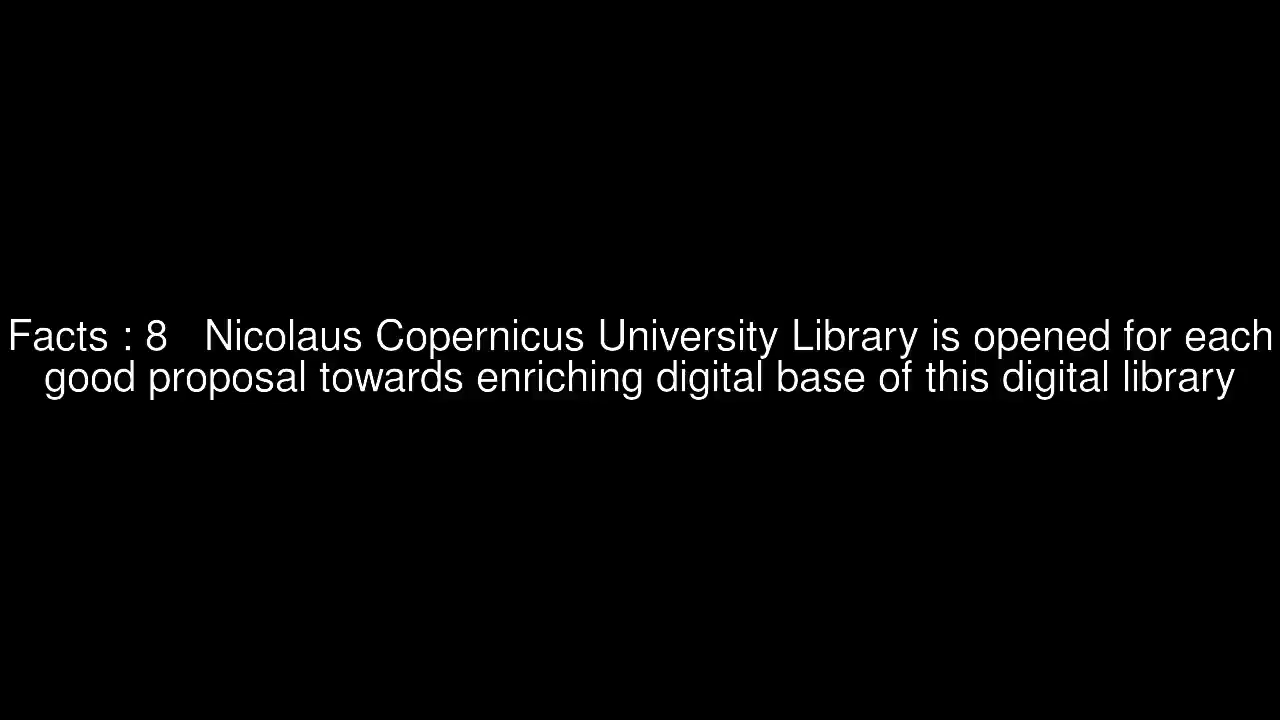 Facts : 8   Nicolaus Copernicus University Library is opened for each
good proposal towards enriching digital base of this digital library